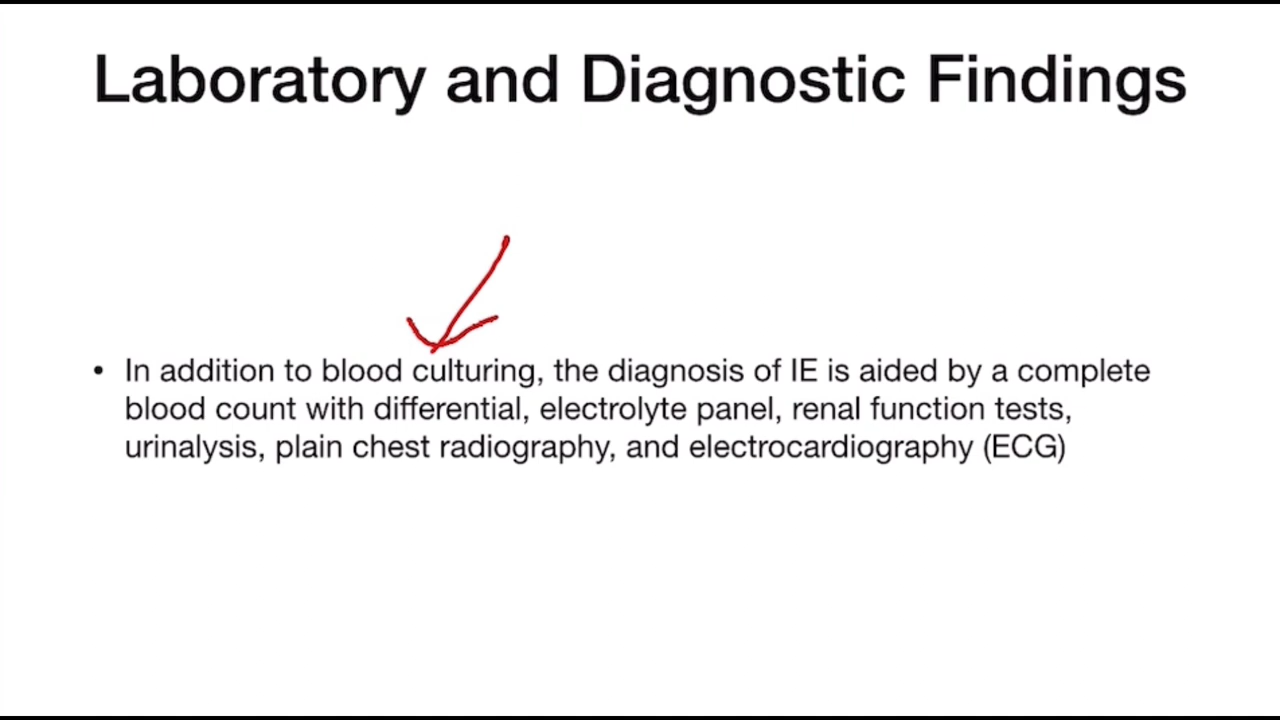 Laboratory and Diagnostic Findings
• In addition to blood culturing, the diagnosis of IE is aided by a complete
blood count with differential, electrolyte panel, renal function tests,
urinalysis, plain chest radiography, and electrocardiography (ECG)